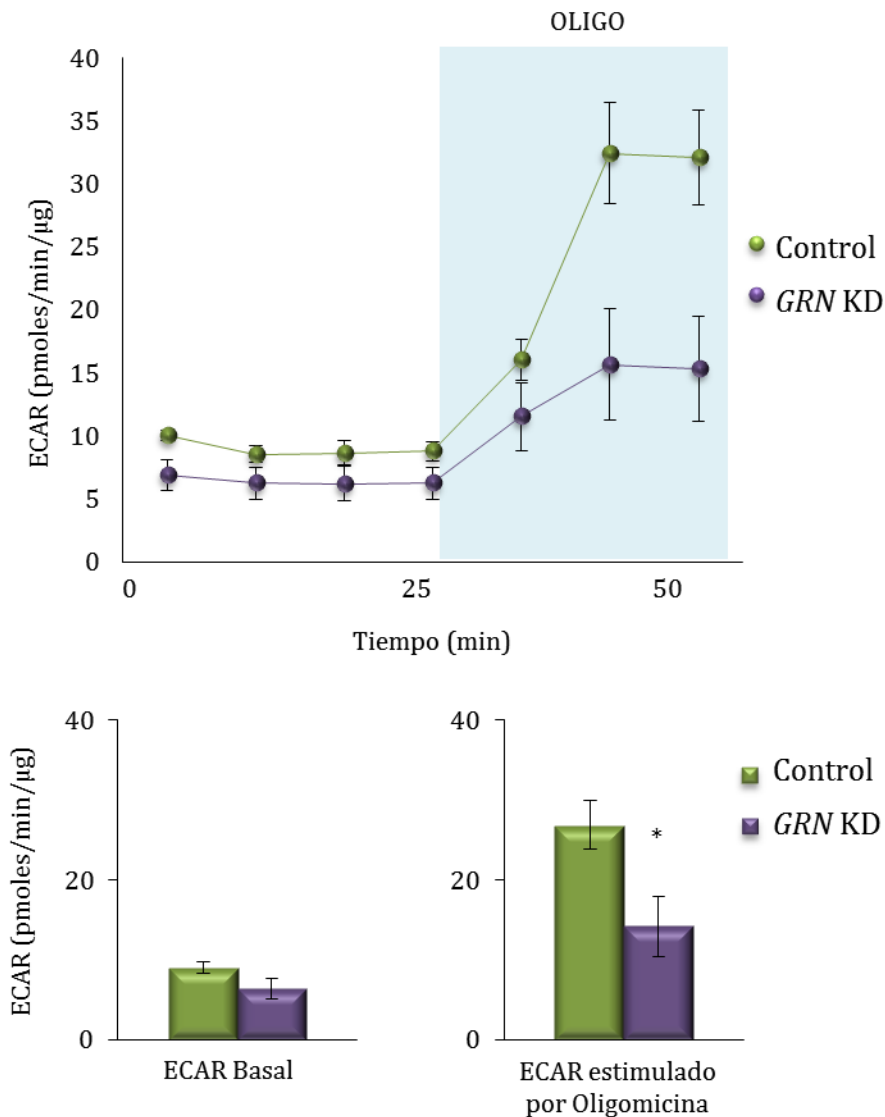 OLIGO
40
35
30
25
20
15
10
5
0
ECAR (pmoles/min/µg)
0 25 50
Tiempo (min)
Control
GRN KD
40
20
0
ECAR (pmoles/min/µg)
ECAR Basal
40
20
0
*
ECAR estimulado
por Oligomicina
Control
GRN KD